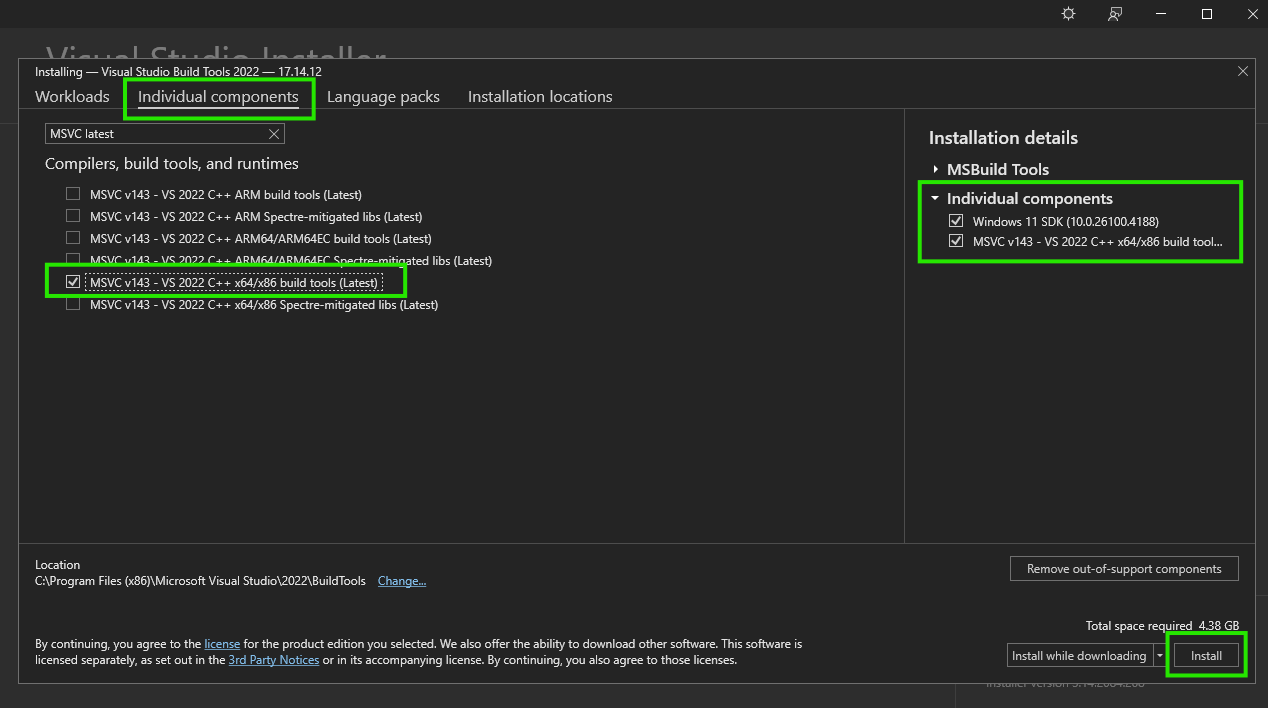 Visual Studio Installer
Installing — Visual Studio Build Tools 2022 — 17.14.12
Workloads Individual components Language packs Installation locations
MSVC latest
Compilers, build tools, and runtimes
MSVC v143 - VS 2022 C++ ARM build tools (Latest)
MSVC v143 - VS 2022 C++ ARM Spectre-mitigated libs (Latest)
MSVC v143 - VS 2022 C++ ARM64/ARM64EC build tools (Latest)
MSVC v143 - VS 2022 C++ ARM64/ARM64EC Spectre-mitigated libs (Latest)
MSVC v143 - VS 2022 C++ x64/x86 build tools (Latest)
MSVC v143 - VS 2022 C++ x64/x86 Spectre-mitigated libs (Latest)
Installation details
MSBuild Tools
Individual components
Windows 11 SDK (10.0.26100.4188)
MSVC v143 - VS 2022 C++ x64/x86 build tool...
Location
C:\Program Files (x86)\Microsoft Visual Studio\2022\BuildTools Change...
Remove out-of-support components
Total space required 4.38 GB
By continuing, you agree to the license for the product edition you selected. We also offer the ability to download other software. This software is
licensed separately, as set out in the 3rd Party Notices or in its accompanying license. By continuing, you also agree to those licenses.
Install while downloading
Install
Installer version